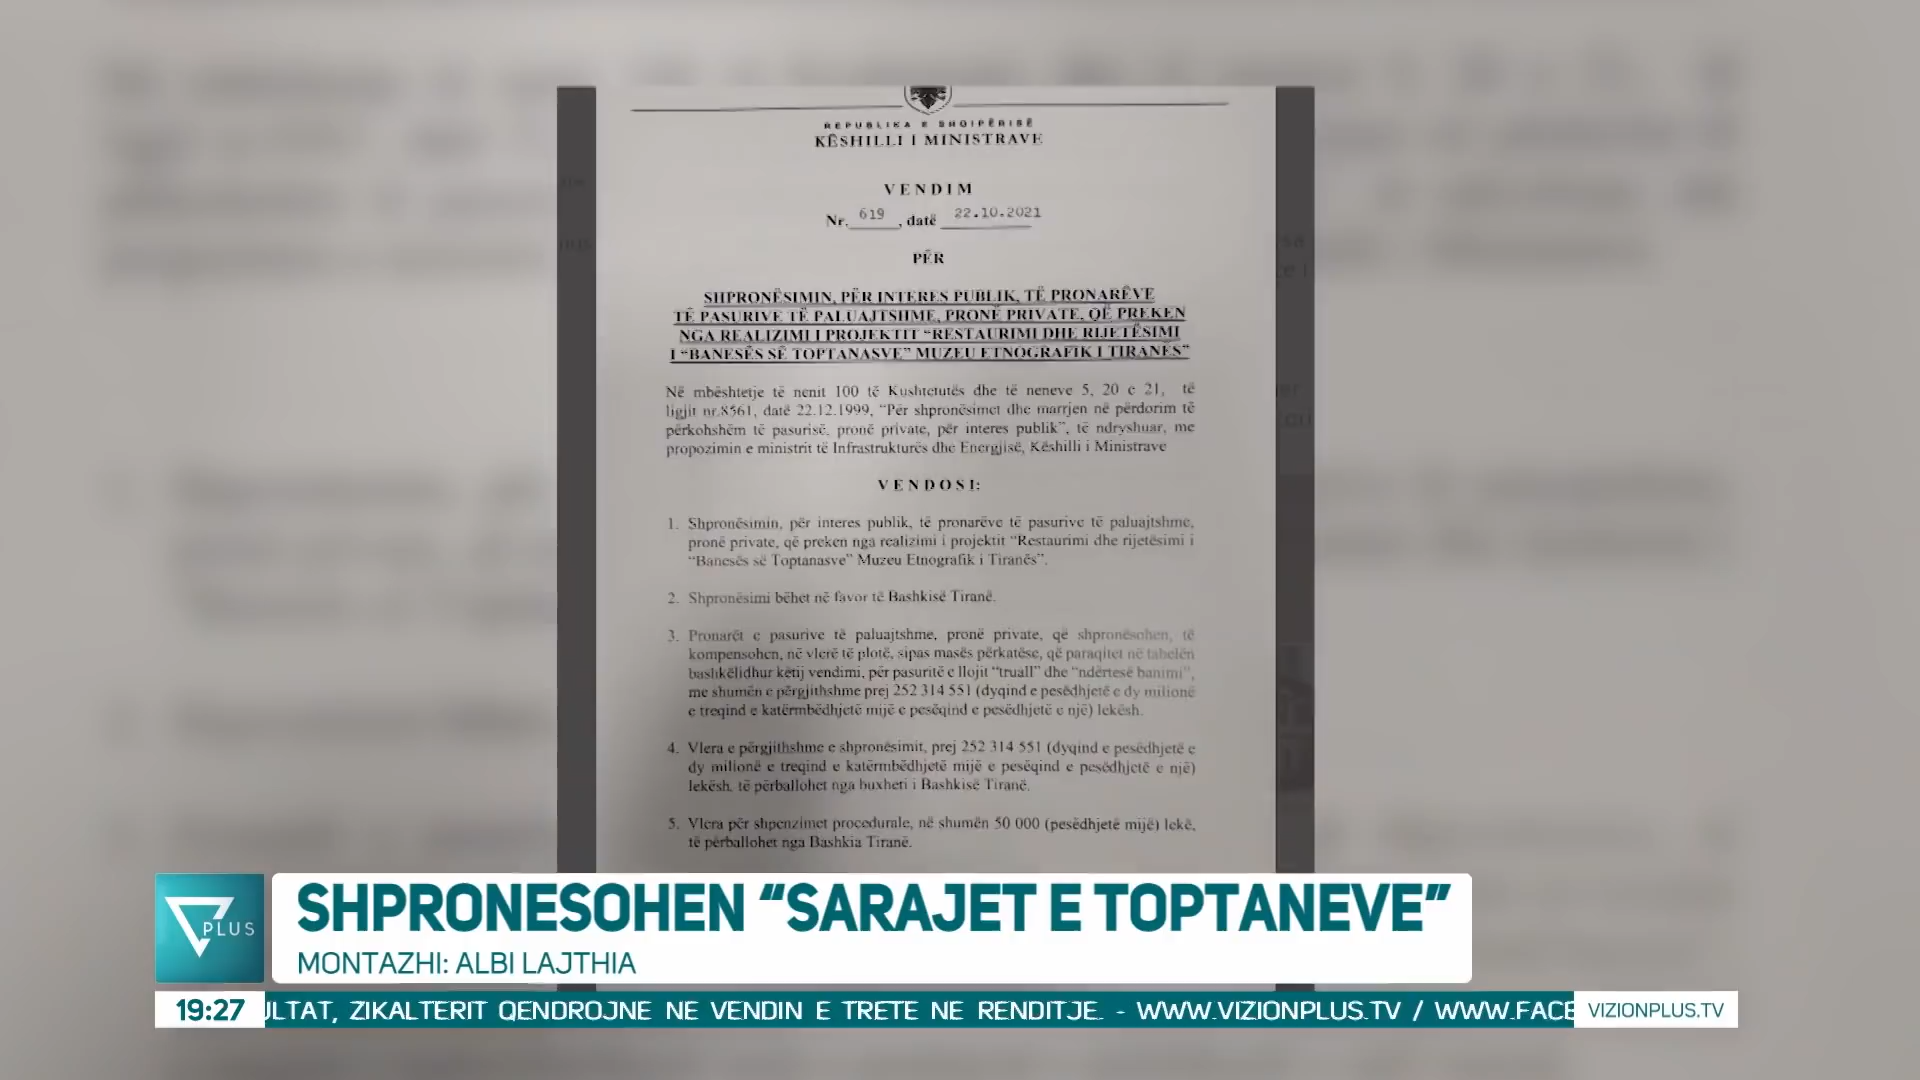 REPUBLIKA E SHQIPËRISË
KËSHILLI I MINISTRAVE
VENDIM
Nr. 619, datë 22.10.2021
PËR
SHPRONËSIMIN, PËR INTERES PUBLIK, TË PRONARËVE
TË PASURIVE TË PALUAJTSHME, PRONË PRIVATE, QË PREKEN
NGA REALIZIMI I PROJEKTIT “RESTAURIMI DHE RIJETËSIMI
I “BANESËS SË TOPTANASVE” MUZEU ETNOGRAFIK I TIRANËS”
Në mbështetje të nenit 100 të Kushtetutës dhe të neneve 5, 20 e 21, të
ligjit nr.8561, datë 22.12.1999, “Për shpronësimet dhe marrjen në përdorim të
përkohshëm të pasurisë, pronë private, për interes publik”, të ndryshuar, me
propozimin e ministrit të Infrastrukturës dhe Energjisë, Këshilli i Ministrave
VENDOSI:
1. Shpronësimin, për interes publik, të pronarëve të pasurive të paluajtshme,
pronë private, që preken nga realizimi i projektit “Restaurimi dhe rijetësimi i
“Banesës së Toptanasve” Muzeu Etnografik i Tiranës”.
2. Shpronësimi bëhet në favor të Bashkisë Tiranë.
3. Pronarët e pasurive të paluajtshme, pronë private, që shpronësohen, të
kompensohen, në vlerë të plotë, sipas masës përkatëse, që paraqitet në tabelën
bashkëlidhur këtij vendimi, për pasuritë e llojit “truall” dhe “ndërtesë banimi”,
me shumën e përgjithshme prej 252 314 551 (dyqind e pesëdhjetë e dy milionë
e treqind e katërmbëdhjetë mijë e pesëqind e pesëdhjetë e një) lekësh.
4. Vlera e përgjithshme e shpronësimit, prej 252 314 551 (dyqind e pesëdhjetë e
dy milionë e treqind e katërmbëdhjetë mijë e pesëqind e pesëdhjetë e një)
lekësh, të përballohet nga buxheti i Bashkisë Tiranë.
5. Vlera për shpenzimet procedurale, në shumën 50 000 (pesëdhjetë mijë) lekë,
të përballohet nga Bashkia Tiranë.
PLUS
SHPRONESOHEN “SARAJET E TOPTANEVE”
MONTAZHI: ALBI LAJTHIA
19:27 ULTAT, ZIKALTERIT QENDROJNE NE VENDIN E TRETE NE RENDITJE. - WWW.VIZIONPLUS.TV / WWW.FACE VIZIONPLUS.TV